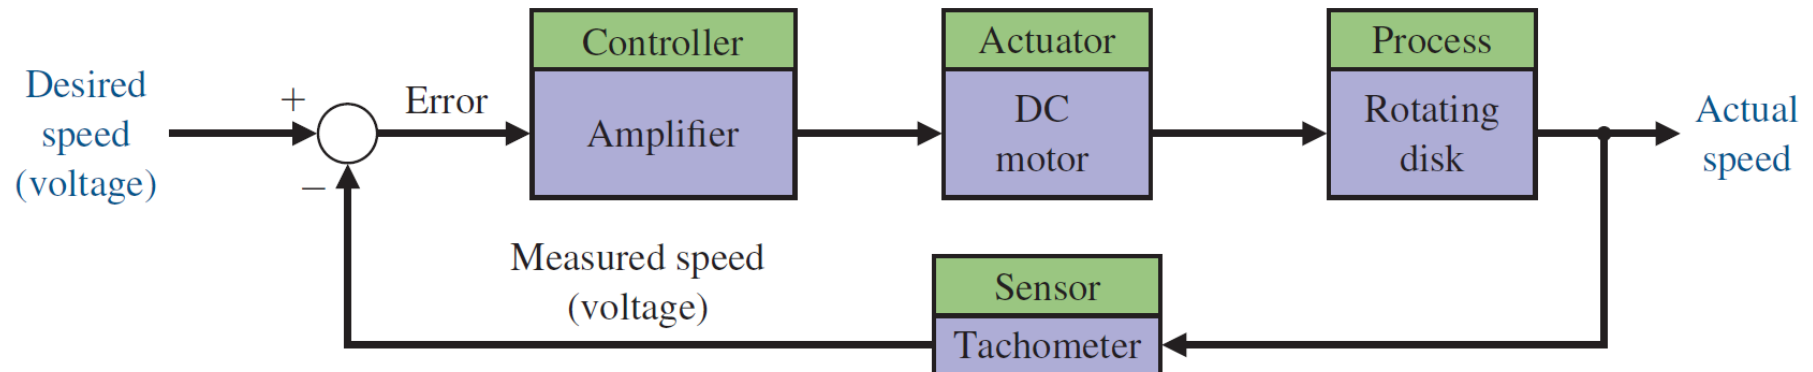 Desired
speed
(voltage)
+
−
Error
Controller
Amplifier
Actuator
DC
motor
Process
Rotating
disk
Actual
speed
Measured speed
(voltage)
Sensor
Tachometer